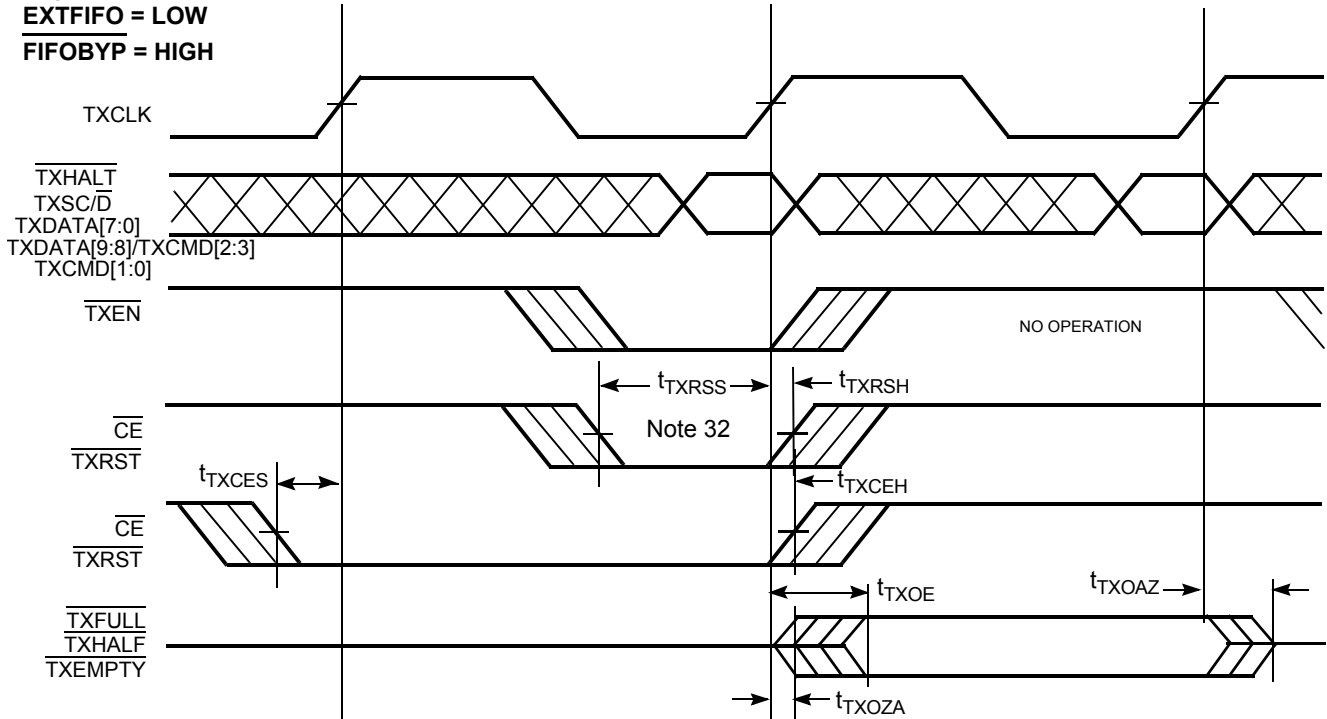 EXTFIFO = LOW
FIFOBYP = HIGH
TXCLK
TXHALT
TXSC/D
TXDATA[7:0]
TXDATA[9:8]/TXCMD[2:3]
TXCMD[1:0]
TXEN
NO OPERATION
tTXRSS
tTXRSH
CE
Note 32
TXRST
tTXCES
tTXCEH
CE
TXRST
tTXOE
tTXOAZ
TXFULL
TXHALF
TXEMPTY
tTXOZA